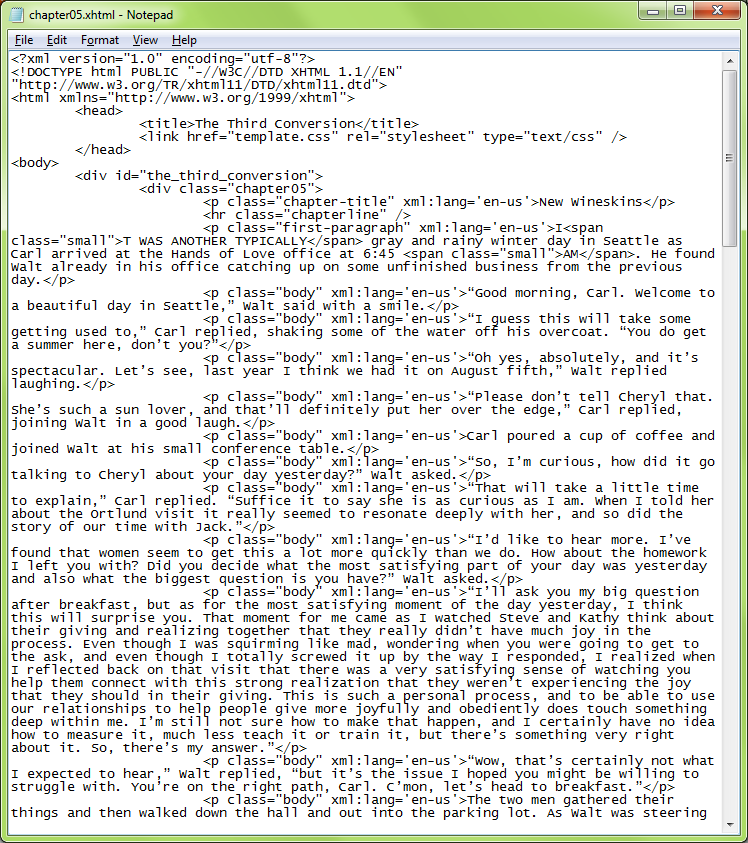 chapter05.xhtml - Notepad
File Edit Format View Help
<?xml version="1.0" encoding="utf-8"?>
<!DOCTYPE html PUBLIC "-//W3C//DTD XHTML 1.1//EN"
"http://www.w3.org/TR/xhtml11/DTD/xhtml11.dtd">
<html xmlns="http://www.w3.org/1999/xhtml">
<head>
<title>The Third Conversion</title>
<link href="template.css" rel="stylesheet" type="text/css" />
</head>
<body>
<div id="the_third_conversion">
<div class="chapter05">
<p class="chapter-title" xml:lang='en-us'>New Wineskins</p>
<hr class="chapterline" />
<p class="first-paragraph" xml:lang='en-us'>I<span
class="small">T WAS ANOTHER TYPICALLY</span> gray and rainy winter day in Seattle as
Carl arrived at the Hands of Love office at 6:45 <span class="small">AM</span>. He found
Walt already in his office catching up on some unfinished business from the previous
day.</p>
<p class="body" xml:lang='en-us'>“Good morning, Carl. Welcome to
a beautiful day in Seattle,” Walt said with a smile.</p>
<p class="body" xml:lang='en-us'>“I guess this will take some
getting used to,” Carl replied, shaking some of the water off his overcoat. “You do get
a summer here, don’t you?”</p>
<p class="body" xml:lang='en-us'>“Oh yes, absolutely, and it’s
spectacular. Let’s see, last year I think we had it on August fifth,” Walt replied
laughing.</p>
<p class="body" xml:lang='en-us'>“Please don’t tell Cheryl that.
She’s such a sun lover, and that’ll definitely put her over the edge,” Carl replied,
joining Walt in a good laugh.</p>
<p class="body" xml:lang='en-us'>Carl poured a cup of coffee and
joined Walt at his small conference table.</p>
<p class="body" xml:lang='en-us'>“So, I’m curious, how did it go
talking to Cheryl about your day yesterday?” Walt asked.</p>
<p class="body" xml:lang='en-us'>“That will take a little time
to explain,” Carl replied. “Suffice it to say she is as curious as I am. When I told her
about the Ortlund visit it really seemed to resonate deeply with her, and so did the
story of our time with Jack.”</p>
<p class="body" xml:lang='en-us'>“I’d like to hear more. I’ve
found that women seem to get this a lot more quickly than we do. How about the homework
I left you with? Did you decide what the most satisfying part of your day was yesterday
and also what the biggest question is you have?” Walt asked.</p>
<p class="body" xml:lang='en-us'>“I’ll ask you my big question
after breakfast, but as for the most satisfying moment of the day yesterday, I think
this will surprise you. That moment for me came as I watched Steve and Kathy think about
their giving and realizing together that they really didn’t have much joy in the
process. Even though I was squirming like mad, wondering when you were going to get to
the ask, and even though I totally screwed it up by the way I responded, I realized when
I reflected back on that visit that there was a very satisfying sense of watching you
help them connect with this strong realization that they weren’t experiencing the joy
that they should in their giving. This is such a personal process, and to be able to use
our relationships to help people give more joyfully and obediently does touch something
deep within me. I’m still not sure how to make that happen, and I certainly have no idea
how to measure it, much less teach it or train it, but there’s something very right
about it. So, there’s my answer.”</p>
<p class="body" xml:lang='en-us'>“Wow, that’s certainly not what
I expected to hear,” Walt replied, “but it’s the issue I hoped you might be willing to
struggle with. You’re on the right path, Carl. C’mon, let’s head to breakfast.”</p>
<p class="body" xml:lang='en-us'>The two men gathered their
things and then walked down the hall and out into the parking lot. As Walt was steering